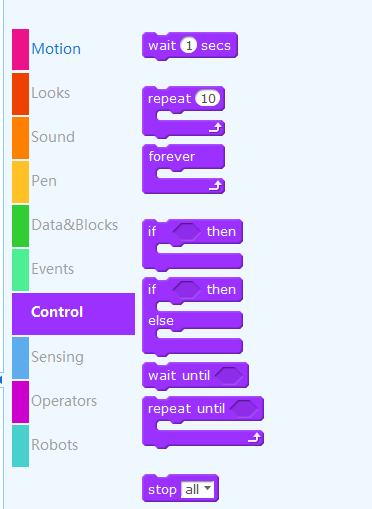 Motion
Looks
Sound
Pen
Data&Blocks
Events
Control
Sensing
Operators
Robots
wait 1 secs
repeat 10
forever
if then
if then
else
wait until
repeat until
stop all